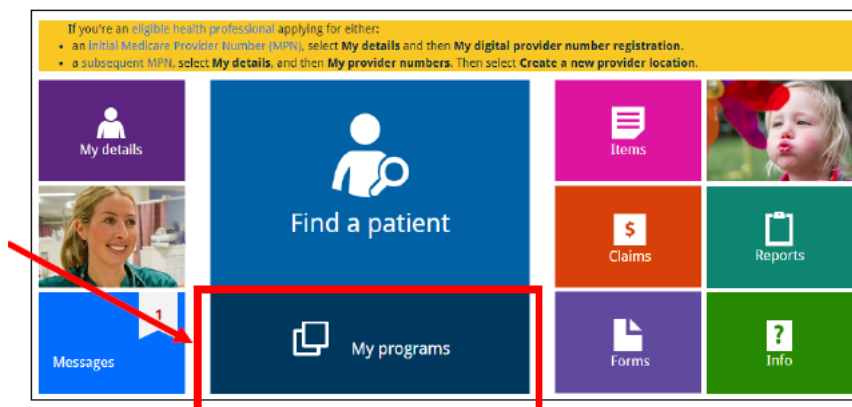 If you're an eligible health professional applying for either:
• an initial Medicare Provider Number (MPN), select My details and then My digital provider number registration.
• a subsequent MPN, select My details, and then My provider numbers. Then select Create a new provider location.
My details
Find a patient
Items
Claims
Reports
1
Messages
My programs
Forms
?
Info